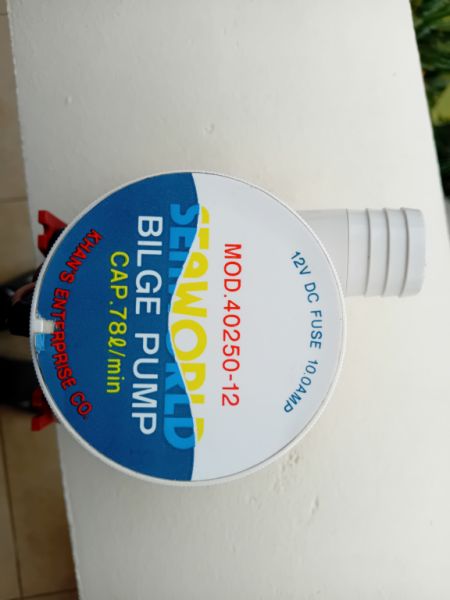 12V DC FUSE 10.0AMP
MOD.40250-12
SEAWORLD
BILGE PUMP
CAP.78ℓ/min
KHAN'S ENTERPRISE CO.